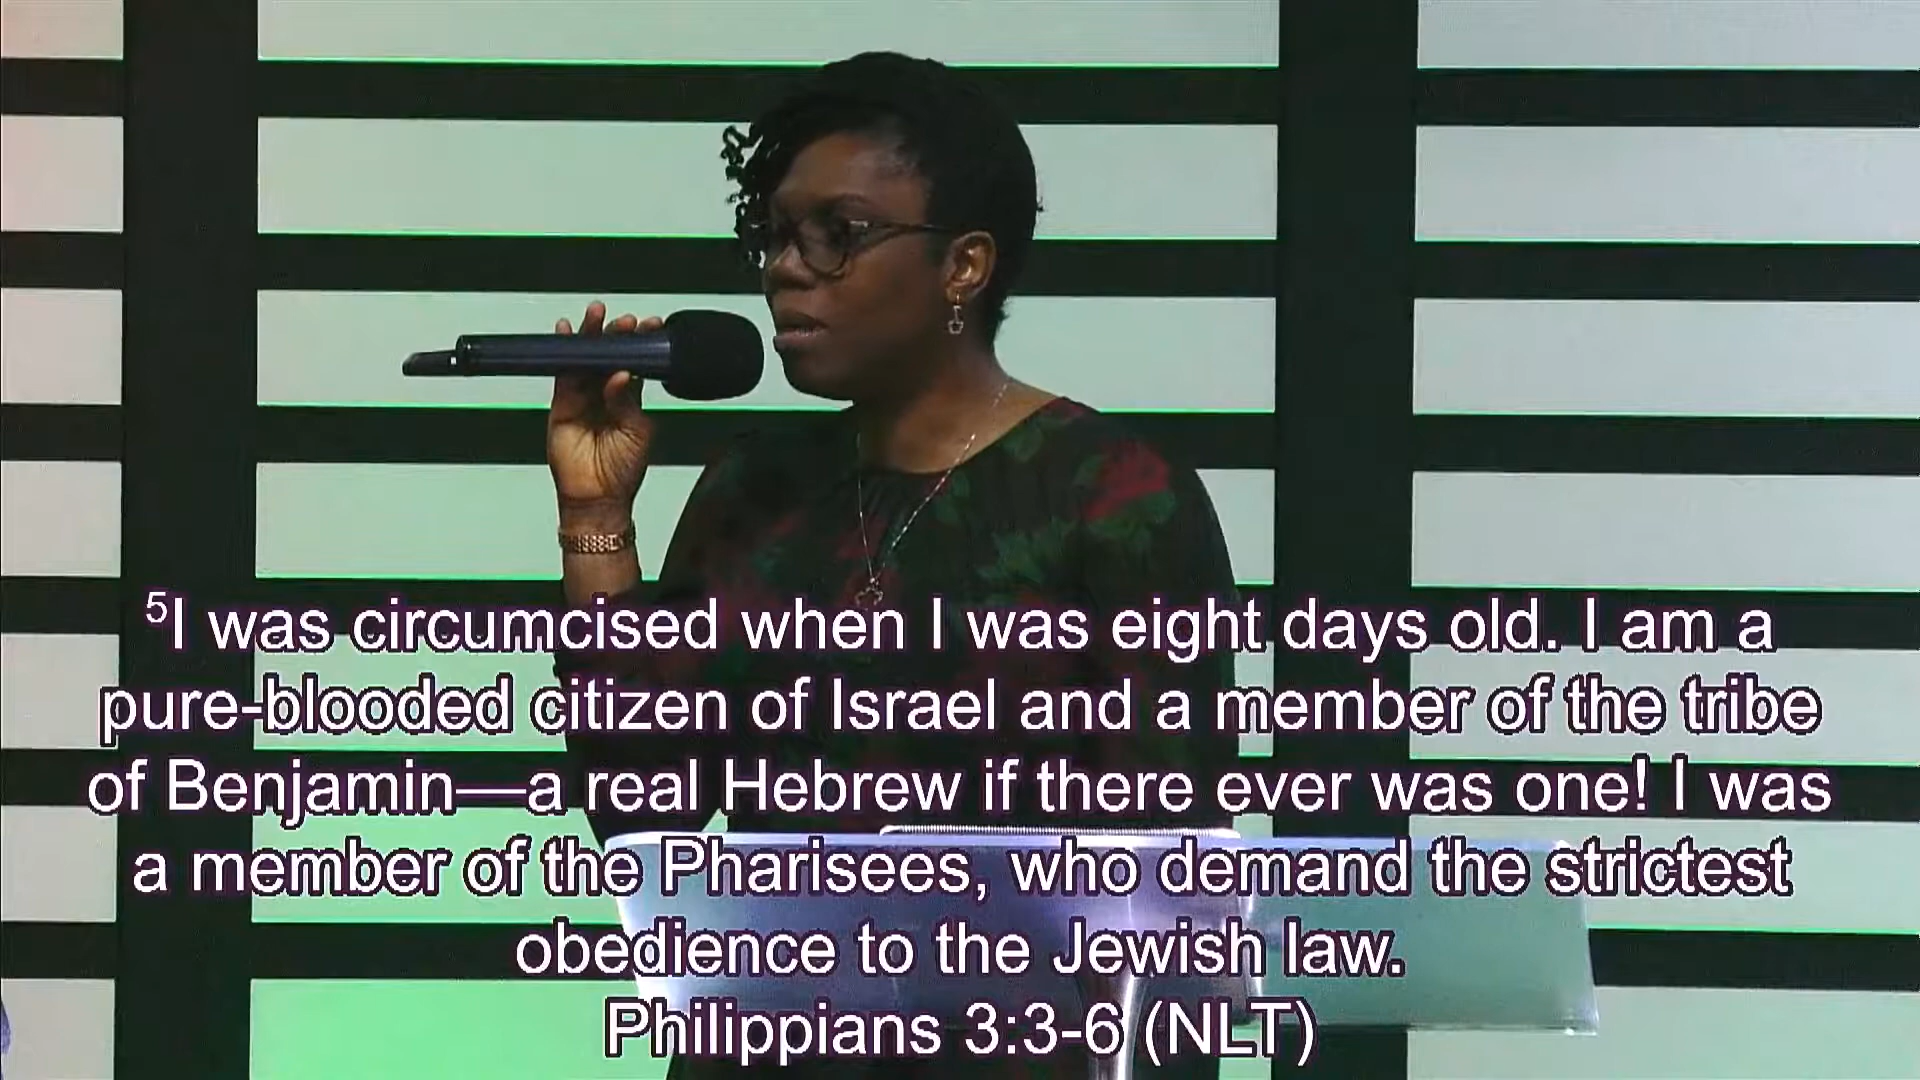 ⁵I was circumcised when I was eight days old. I am a
pure-blooded citizen of Israel and a member of the tribe
of Benjamin—a real Hebrew if there ever was one! I was
a member of the Pharisees, who demand the strictest
obedience to the Jewish law.
Philippians 3:3-6 (NLT)